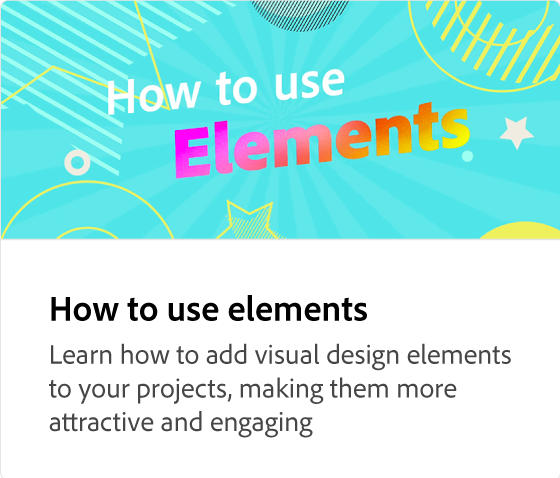 How to use
Elements
How to use elements
Learn how to add visual design elements
to your projects, making them more
attractive and engaging